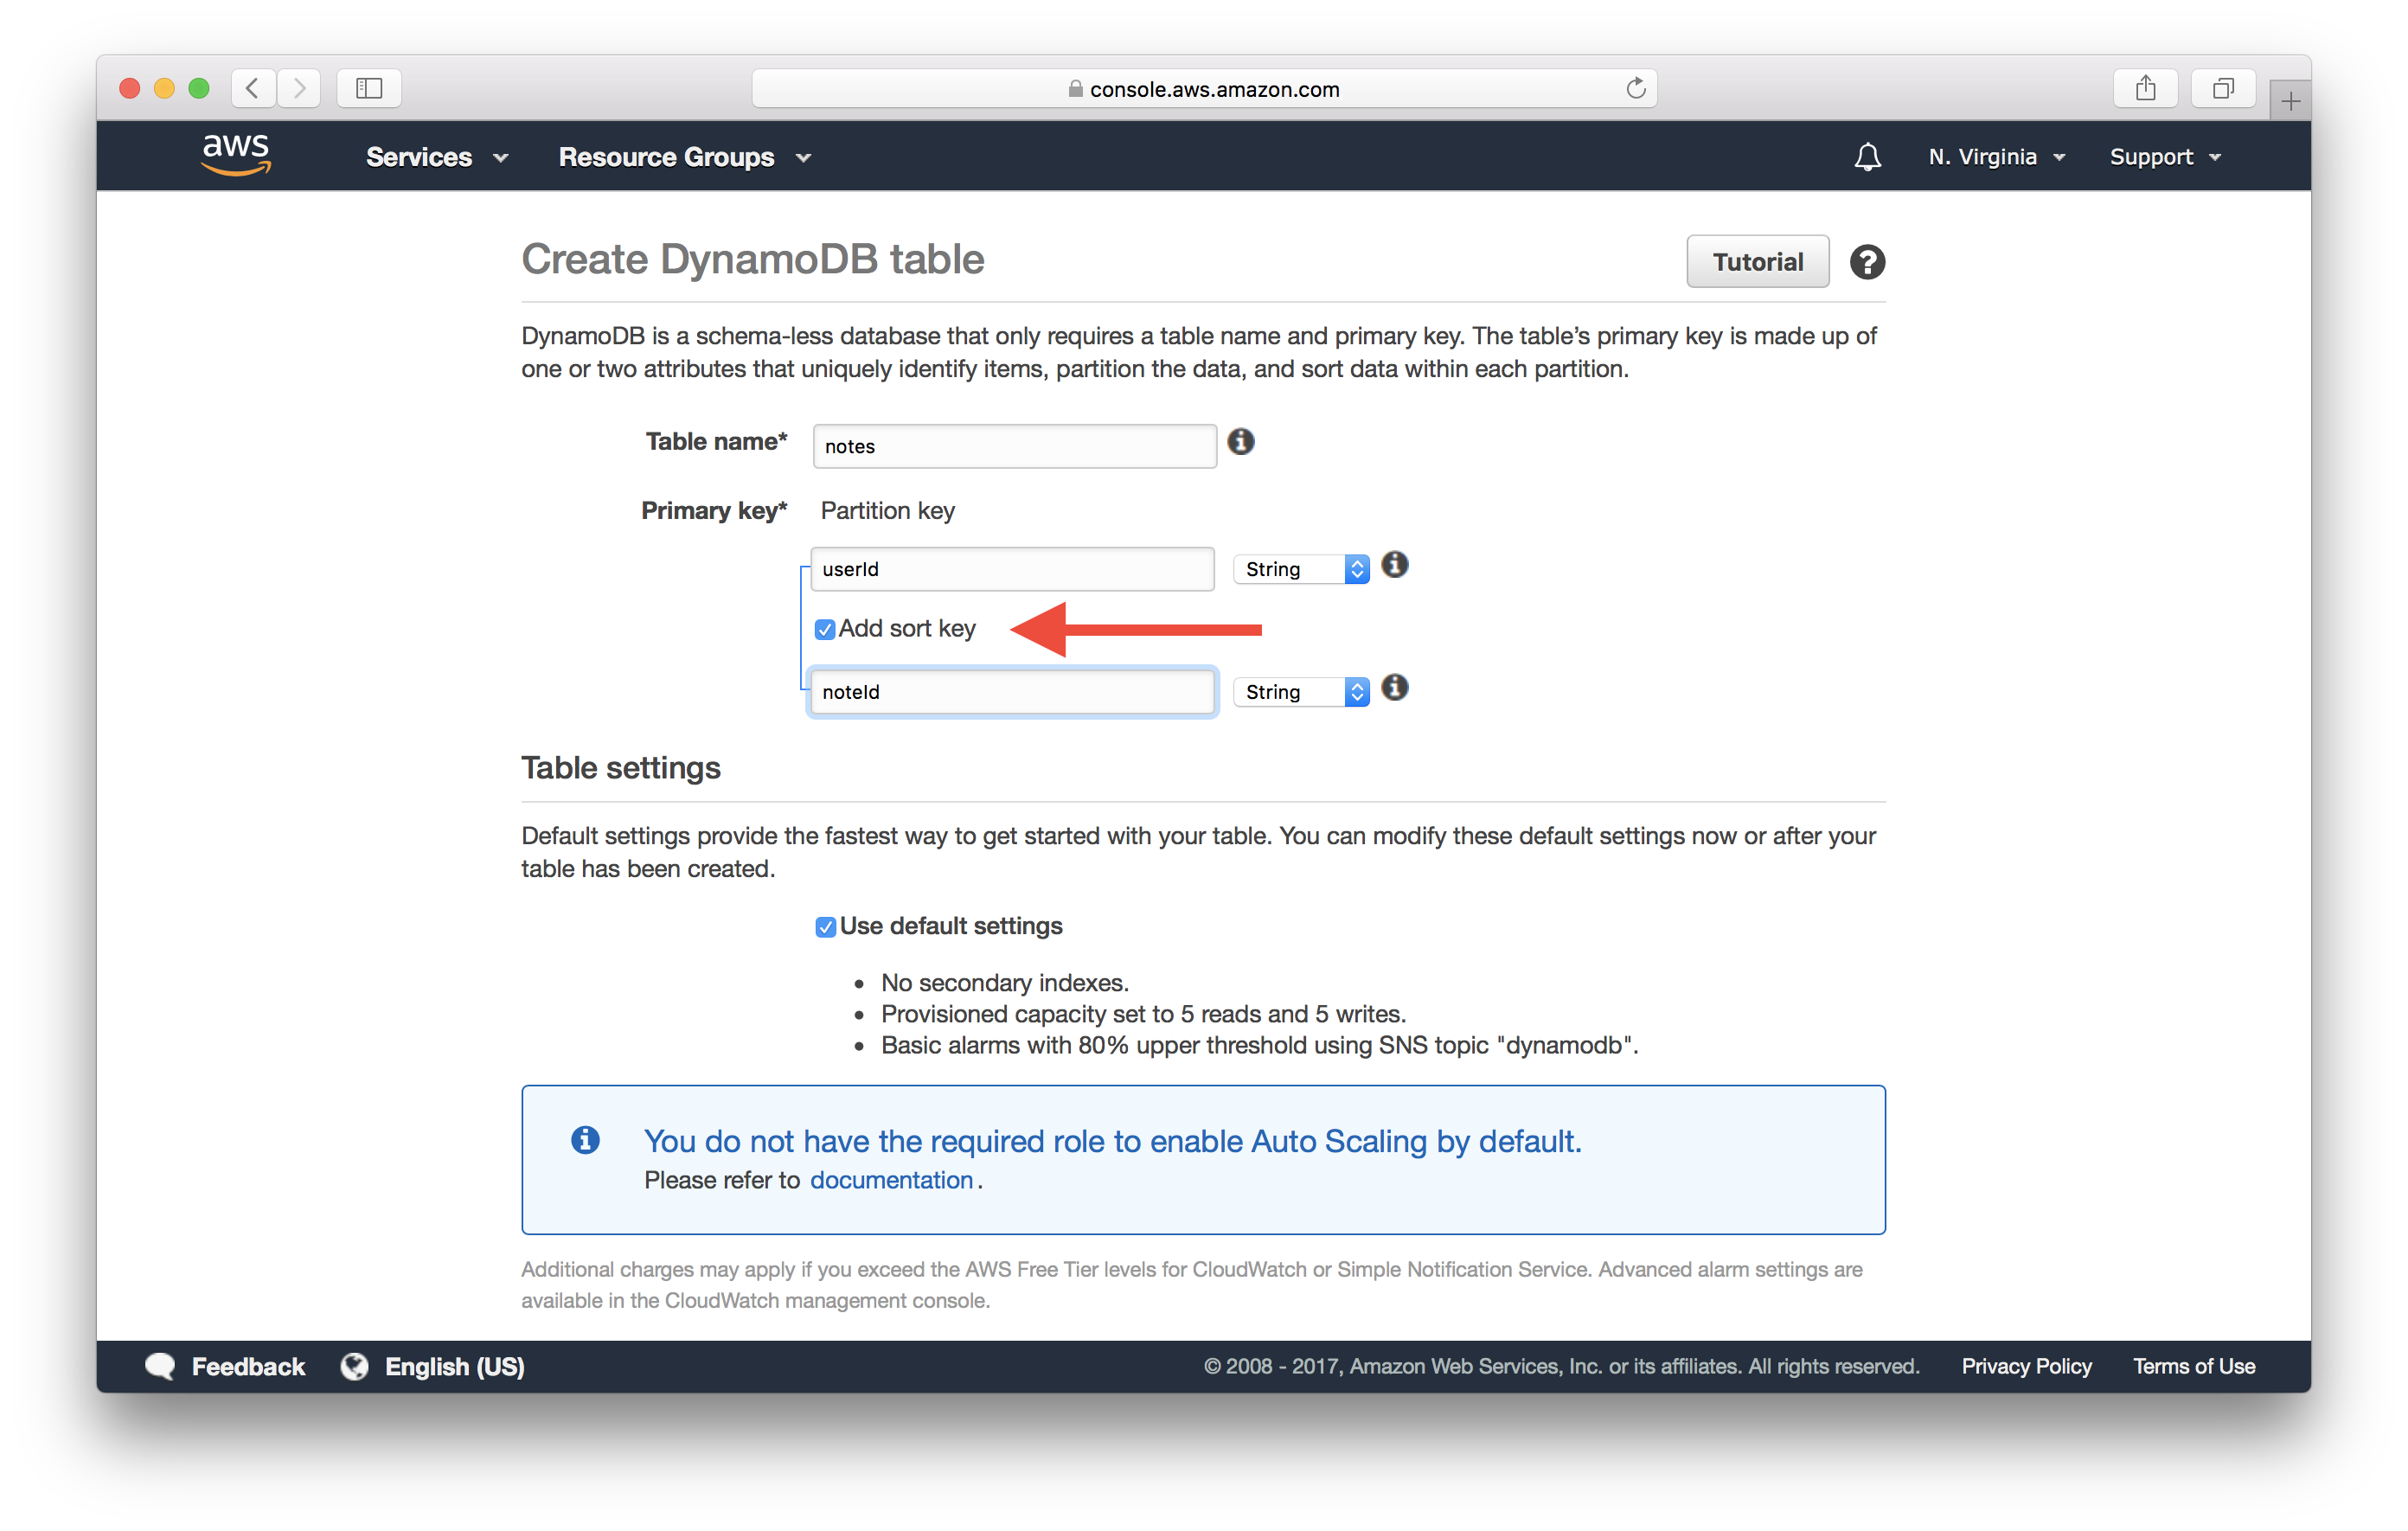 console.aws.amazon.com
aws Services Resource Groups N. Virginia Support
Create DynamoDB table Tutorial
DynamoDB is a schema-less database that only requires a table name and primary key. The table’s primary key is made up of
one or two attributes that uniquely identify items, partition the data, and sort data within each partition.
Table name* notes
Primary key* Partition key
userId String
Add sort key
noteId String
Table settings
Default settings provide the fastest way to get started with your table. You can modify these default settings now or after your
table has been created.
Use default settings
No secondary indexes.
Provisioned capacity set to 5 reads and 5 writes.
Basic alarms with 80% upper threshold using SNS topic "dynamodb".
You do not have the required role to enable Auto Scaling by default.
Please refer to documentation.
Additional charges may apply if you exceed the AWS Free Tier levels for CloudWatch or Simple Notification Service. Advanced alarm settings are
available in the CloudWatch management console.
Feedback English (US) © 2008 - 2017, Amazon Web Services, Inc. or its affiliates. All rights reserved. Privacy Policy Terms of Use